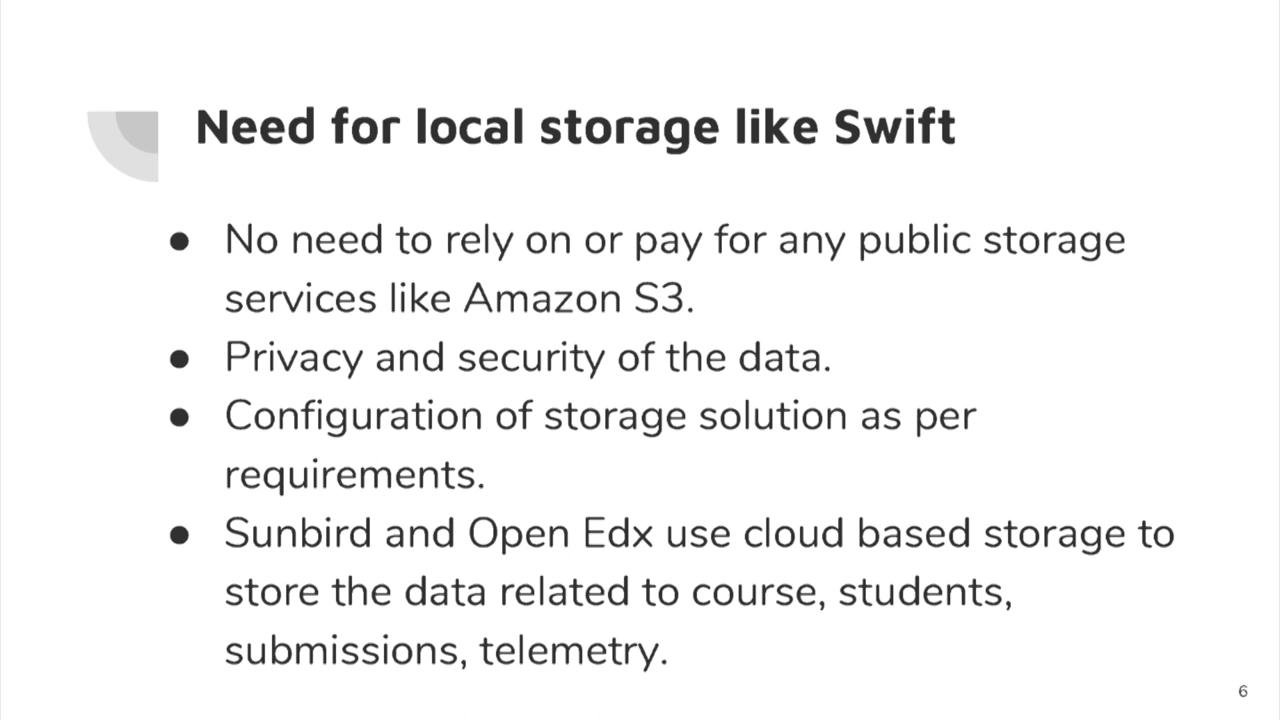 Need for local storage like Swift
● No need to rely on or pay for any public storage
services like Amazon S3.
● Privacy and security of the data.
● Configuration of storage solution as per
requirements.
● Sunbird and Open Edx use cloud based storage to
store the data related to course, students,
submissions, telemetry.
6